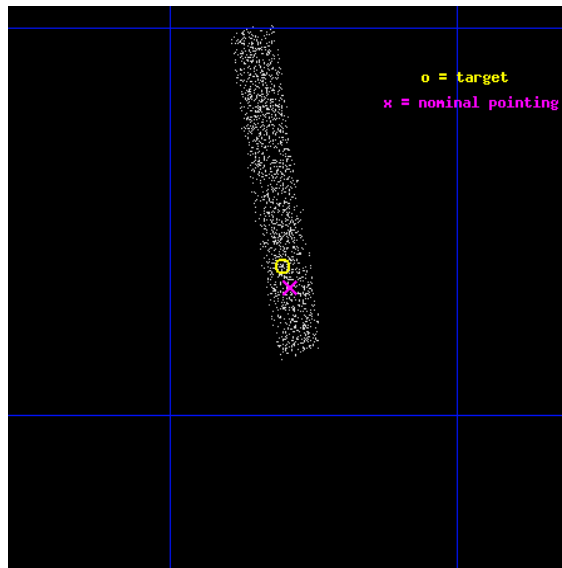 o = target
x = nominal pointing